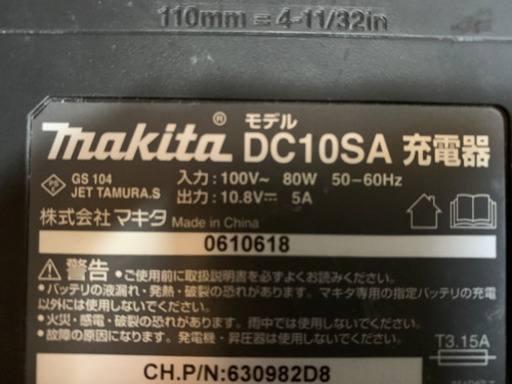 110mm = 4-11/32in
makita® モデル DC10SA 充電器
GS 104
JET TAMURA.S
入力：100V～ 80W 50-60Hz
出力：10.8V⎓ 5A
株式会社 マキタ Made in China
0610618
⚠警告 •ご使用前に取扱説明書を必ずよくお読みください。
•バッテリの液漏れ・発熱・破裂の恐れがあります。マキタ専用の指定バッテリの充電
以外には使用しないでください。
•火災・感電・破裂の恐れがあります。雨中では使用しないでください。
•故障の原因になります。発電機・昇圧器は使用しないでください。
T3.15A
CH.P/N:630982D8